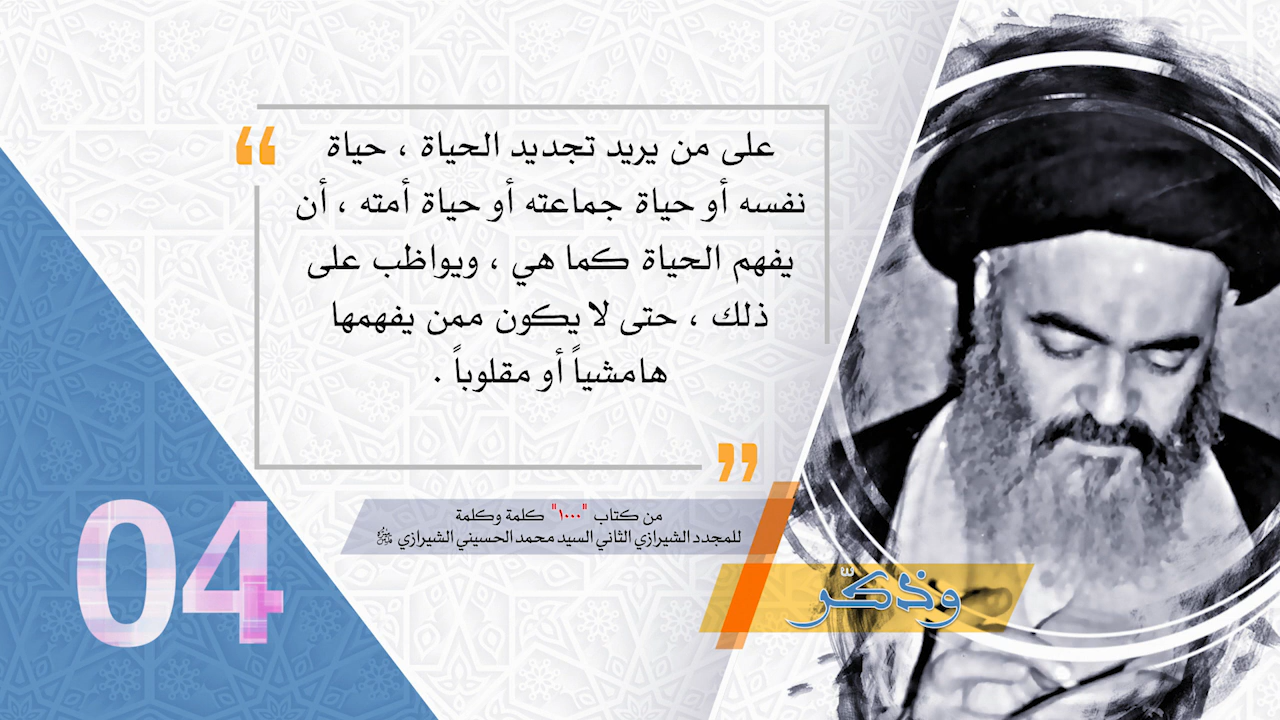 على من يريد تجديد الحياة ، حياة
نفسه أو حياة جماعته أو حياة أمته ، أن
يفهم الحياة كما هي ، ويواظب على
ذلك ، حتى لا يكون ممن يفهمها
هامشياً أو مقلوباً .
من كتاب "١٠٠٠" كلمة وكلمة
للمجدد الشيرازي الثاني السيد محمد الحسيني الشيرازي
وذكّر
04